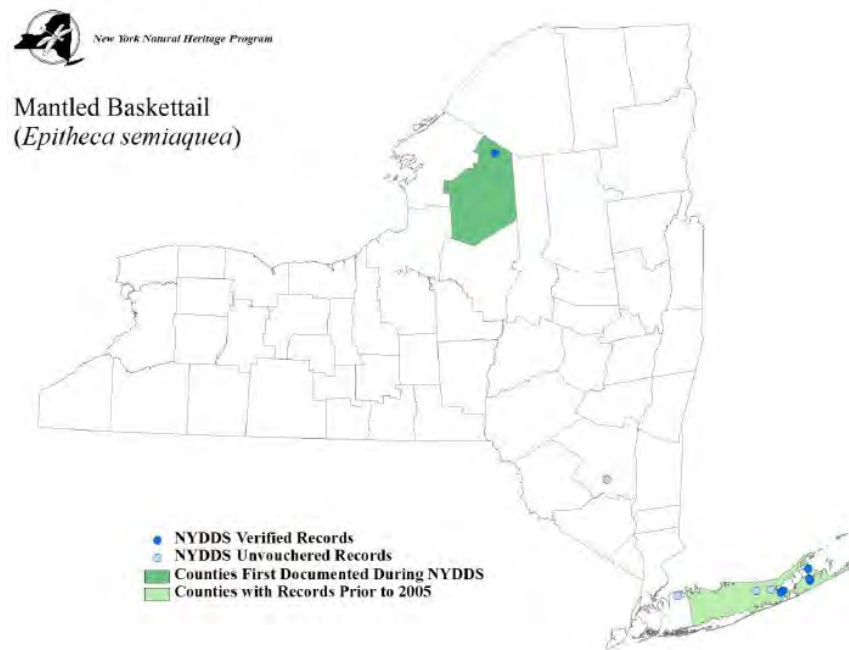 New York Natural Heritage Program
Mantled Baskettail
(Epitheca semiaquea)
NYDDS Verified Records
NYDDS Unvouchered Records
Counties First Documented During NYDDS
Counties with Records Prior to 2005